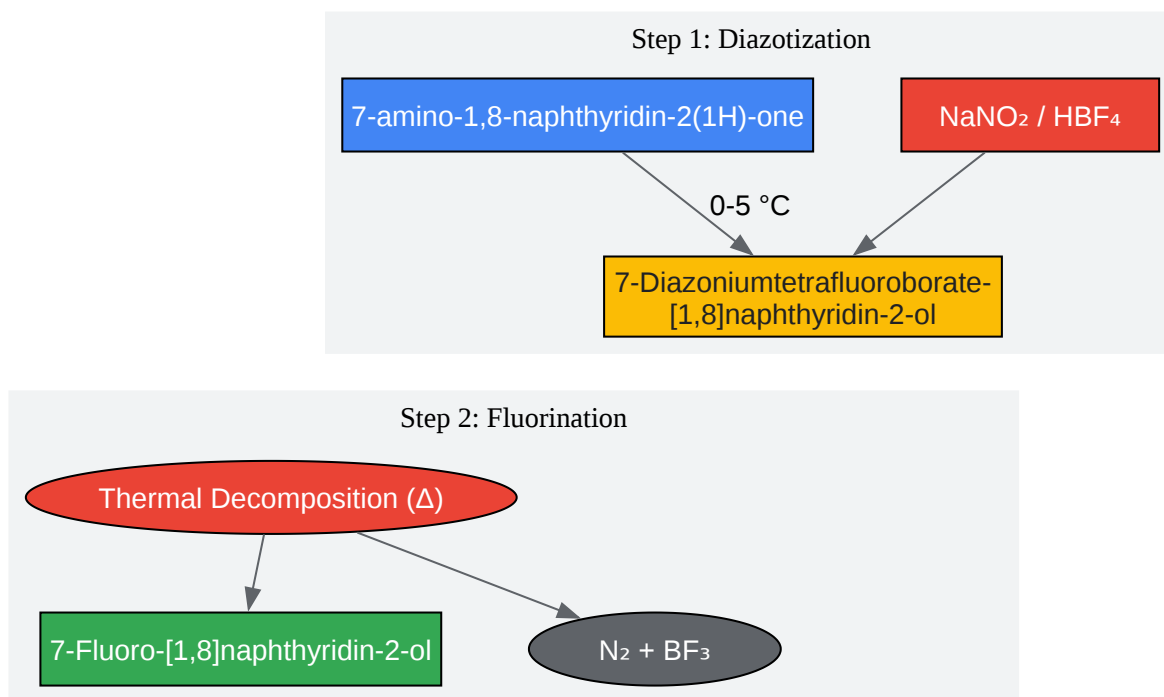 Step 1: Diazotization
7-amino-1,8-naphthyridin-2(1H)-one
NaNO₂ / HBF₄
0-5 °C
7-Diazoniumtetrafluoroborate-
[1,8]naphthyridin-2-ol
Step 2: Fluorination
Thermal Decomposition (Δ)
7-Fluoro-[1,8]naphthyridin-2-ol
N₂ + BF₃